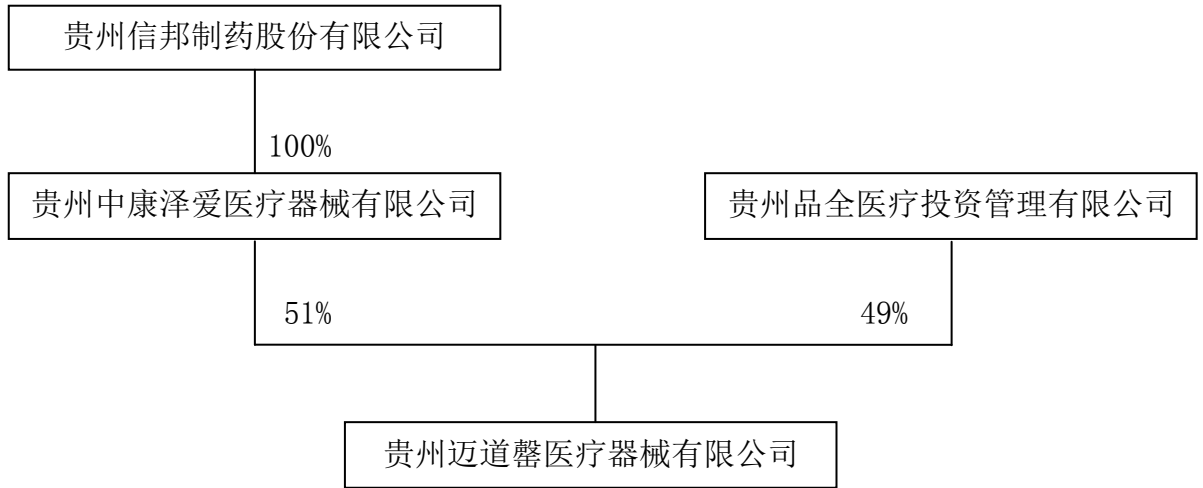 贵州信邦制药股份有限公司
100%
贵州中康泽爱医疗器械有限公司
贵州品全医疗投资管理有限公司
51%
49%
贵州迈道罄医疗器械有限公司